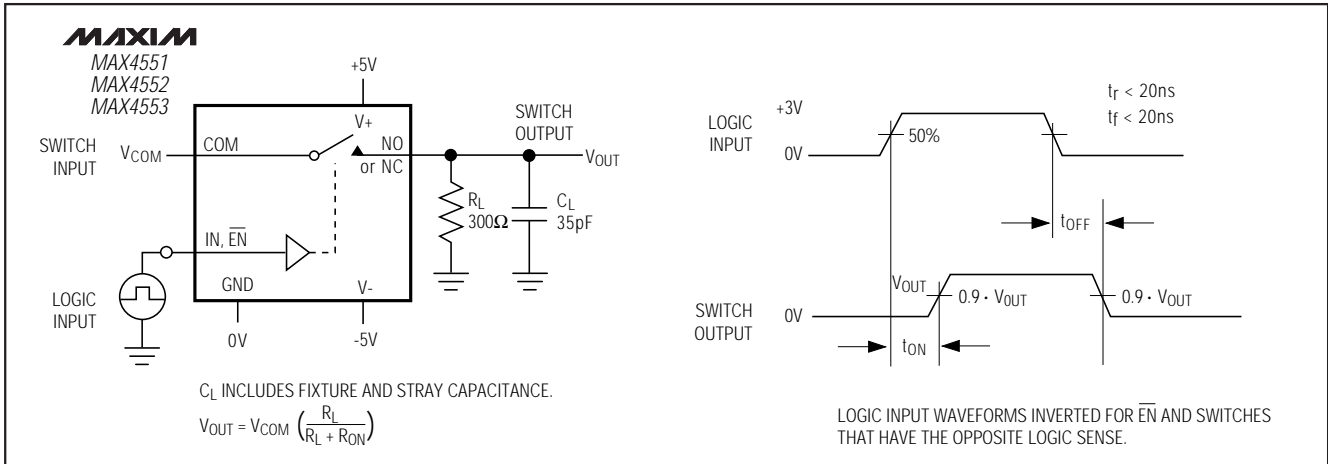 MAXIM
MAX4551
MAX4552
MAX4553
+5V
V+
SWITCH
INPUT
VCOM
COM
NO
or NC
SWITCH
OUTPUT
VOUT
RL
300Ω
CL
35pF
IN, EN
LOGIC
INPUT
GND
0V
V-
-5V
CL INCLUDES FIXTURE AND STRAY CAPACITANCE.
VOUT = VCOM (RL / RL + RON)
LOGIC
INPUT
+3V
0V
50%
tr < 20ns
tf < 20ns
tOFF
SWITCH
OUTPUT
VOUT
0V
0.9 · VOUT
0.9 · VOUT
tON
LOGIC INPUT WAVEFORMS INVERTED FOR EN AND SWITCHES
THAT HAVE THE OPPOSITE LOGIC SENSE.